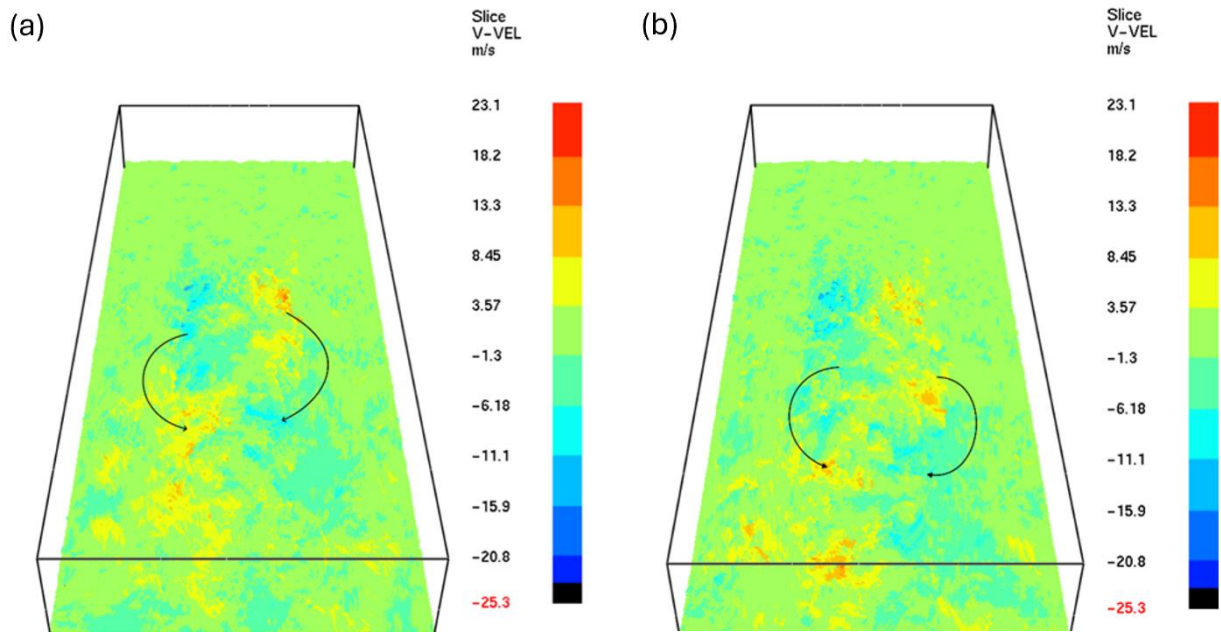 (a)
Slice
V-VEL
m/s
23.1
18.2
13.3
8.45
3.57
-1.3
-6.18
-11.1
-15.9
-20.8
-25.3
(b)
Slice
V-VEL
m/s
23.1
18.2
13.3
8.45
3.57
-1.3
-6.18
-11.1
-15.9
-20.8
-25.3